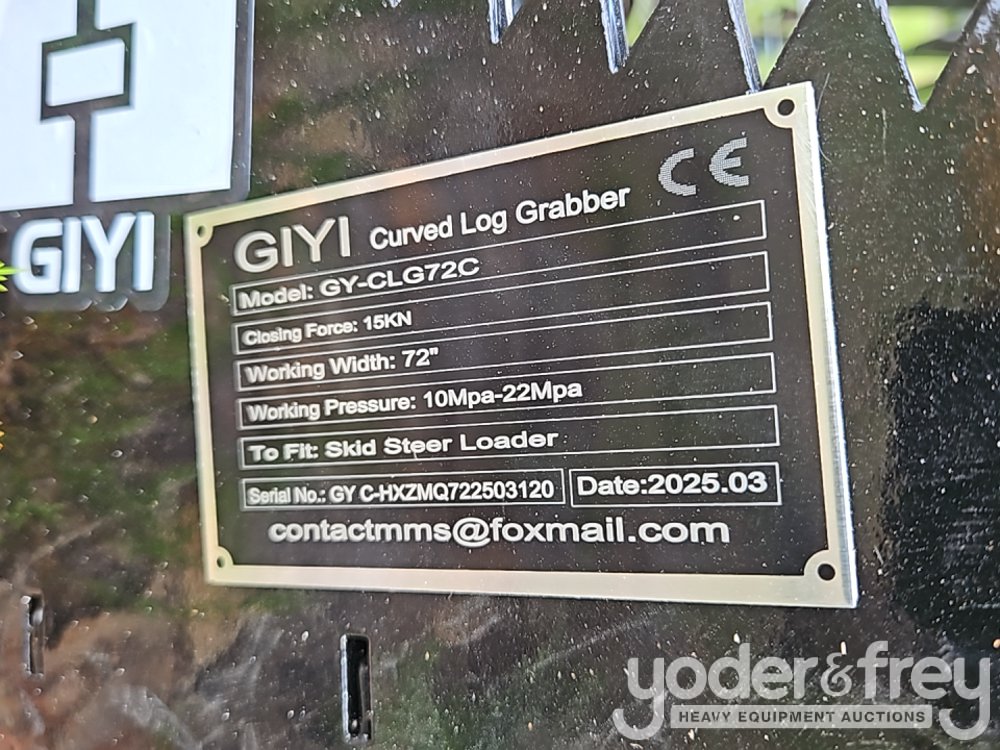 GIYI
GIYI Curved Log Grabber CE
Model: GY-CLG72C
Closing Force: 15KN
Working Width: 72"
Working Pressure: 10Mpa-22Mpa
To Fit: Skid Steer Loader
Serial No.: GY C-HXZMQ722503120 Date:2025.03
contactmms@foxmail.com
yoder&frey
HEAVY EQUIPMENT AUCTIONS